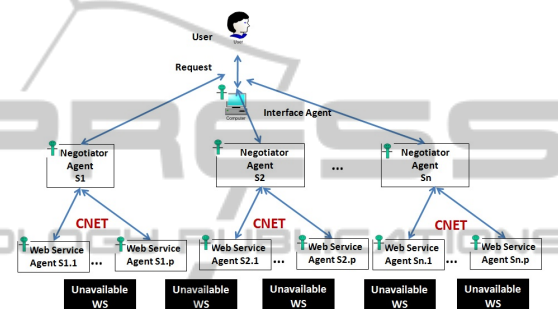 User
User
Request
Computer
Interface Agent
Negotiator
Agent
S1
Negotiator
Agent
S2
...
Negotiator
Agent
Sn
CNET
CNET
CNET
Web Service
Agent S1.1
...
Web Service
Agent S1.p
Web Service
Agent S2.1
...
Web Service
Agent S2.p
Web Service
Agent Sn.1
...
Web Service
Agent Sn.p
Unavailable
WS
Unavailable
WS
Unavailable
WS
Unavailable
WS
Unavailable
WS
PRESS
PUBLICATIONS